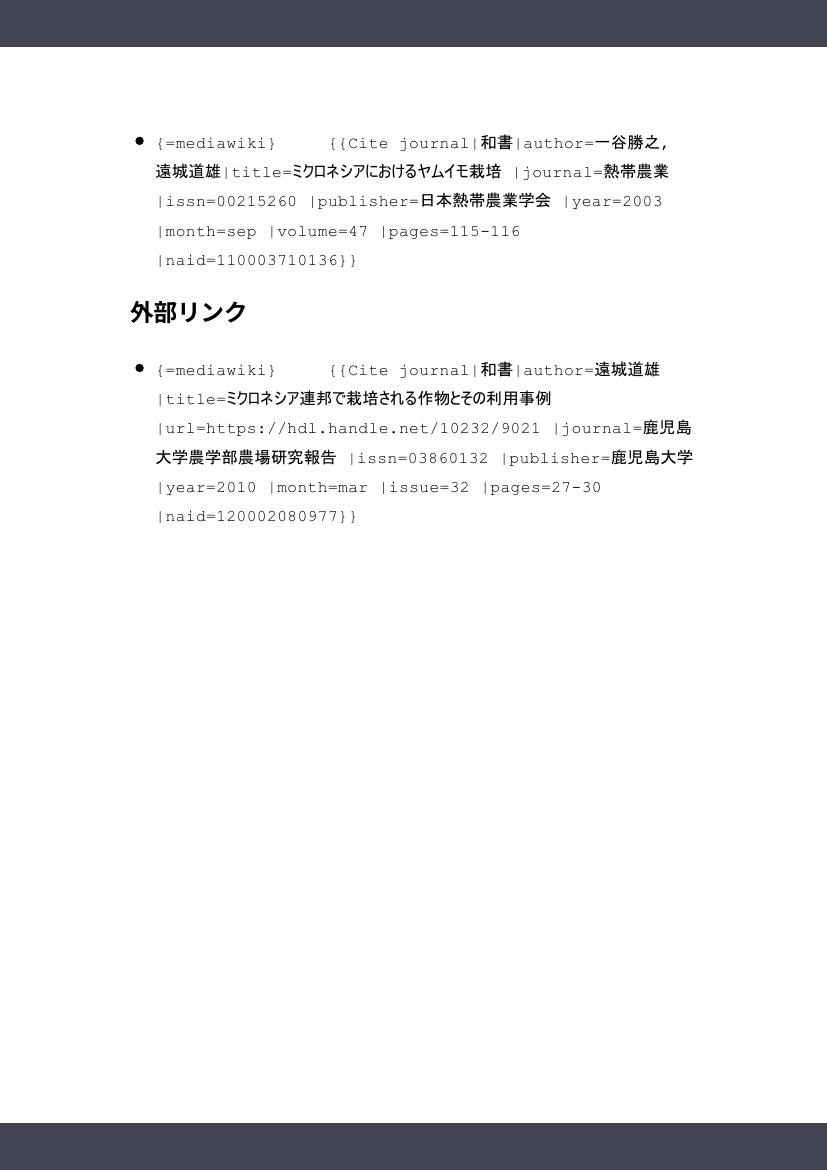 {=mediawiki} {{Cite journal|和書|author=一谷勝之,
遠城道雄|title=ミクロネシアにおけるヤムイモ栽培 |journal=熱帯農業
|issn=00215260 |publisher=日本熱帯農業学会 |year=2003
|month=sep |volume=47 |pages=115-116
|naid=110003710136}}
外部リンク
{=mediawiki} {{Cite journal|和書|author=遠城道雄
|title=ミクロネシア連邦で栽培される作物とその利用事例
|url=https://hdl.handle.net/10232/9021 |journal=鹿児島
大学農学部農場研究報告 |issn=03860132 |publisher=鹿児島大学
|year=2010 |month=mar |issue=32 |pages=27-30
|naid=120002080977}}